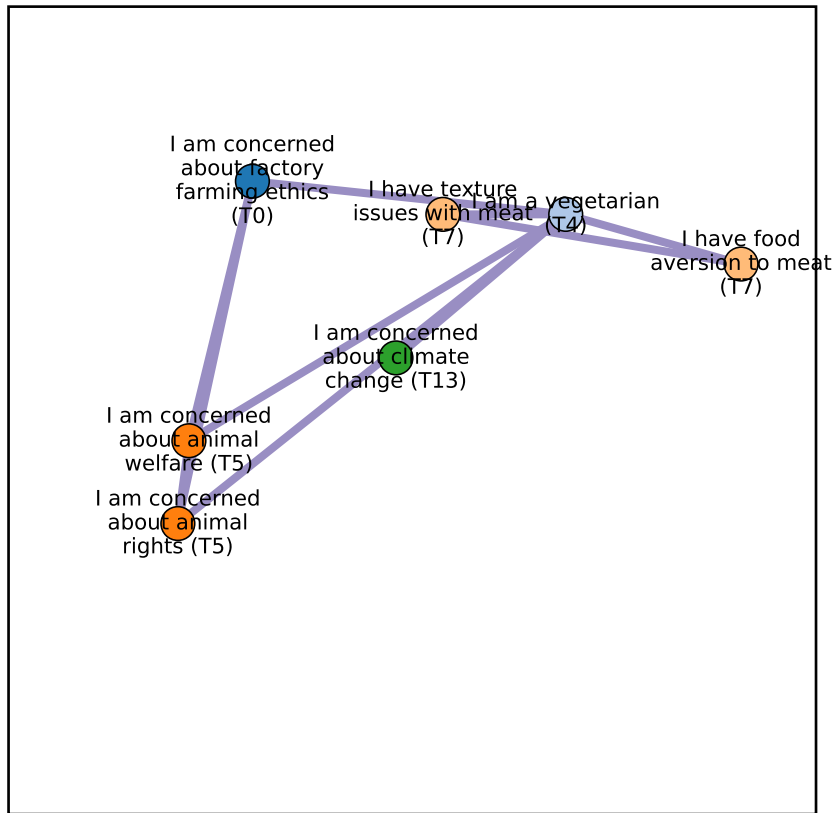 I am concerned
about factory
farming ethics
(T0)
I have texture
issues with meat
(T7)
I am a vegetarian
(T4)
I have food
aversion to meat
(T7)
I am concerned
about climate
change (T13)
I am concerned
about animal
welfare (T5)
I am concerned
about animal
rights (T5)